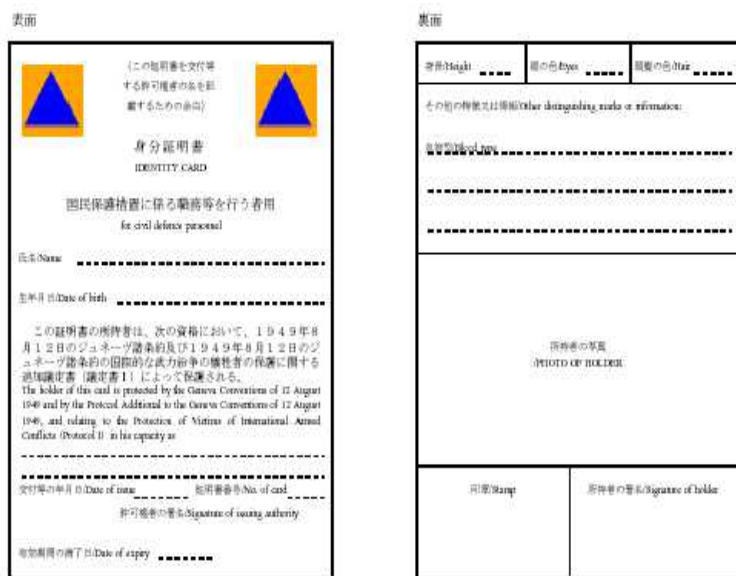 表面
(この証明書を交付等
する許可権者の名を記
載するための余白)
身分証明書
IDENTITY CARD
国民保護措置に係る職務等を行う者用
for civil defence personnel
氏名/Name
生年月日/Date of birth
この証明書の所持者は、次の資格において、1949年8
月12日のジュネーヴ諸条約及び1949年8月12日のジ
ュネーヴ諸条約の国際的な武力紛争の犠牲者の保護に関する
追加議定書(議定書I)によって保護される。
The holder of this card is protected by the Geneva Conventions of 12 August
1949 and by the Protocol Additional to the Geneva Conventions of 12 August
1949, and relating to the Protection of Victims of International Armed
Conflicts (Protocol I) in his capacity as
交付等の年月日/Date of issue 証明書番号/No. of card
許可権者の署名/Signature of issuing authority
有効期間の満了日/Date of expiry
裏面
身長/Height 眼の色/Eyes 頭髪の色/Hair
その他の特徴又は情報/Other distinguishing marks or information:
血液型/Blood type
所持者の写真
/PHOTO OF HOLDER
印章/Stamp 所持者の署名/Signature of holder